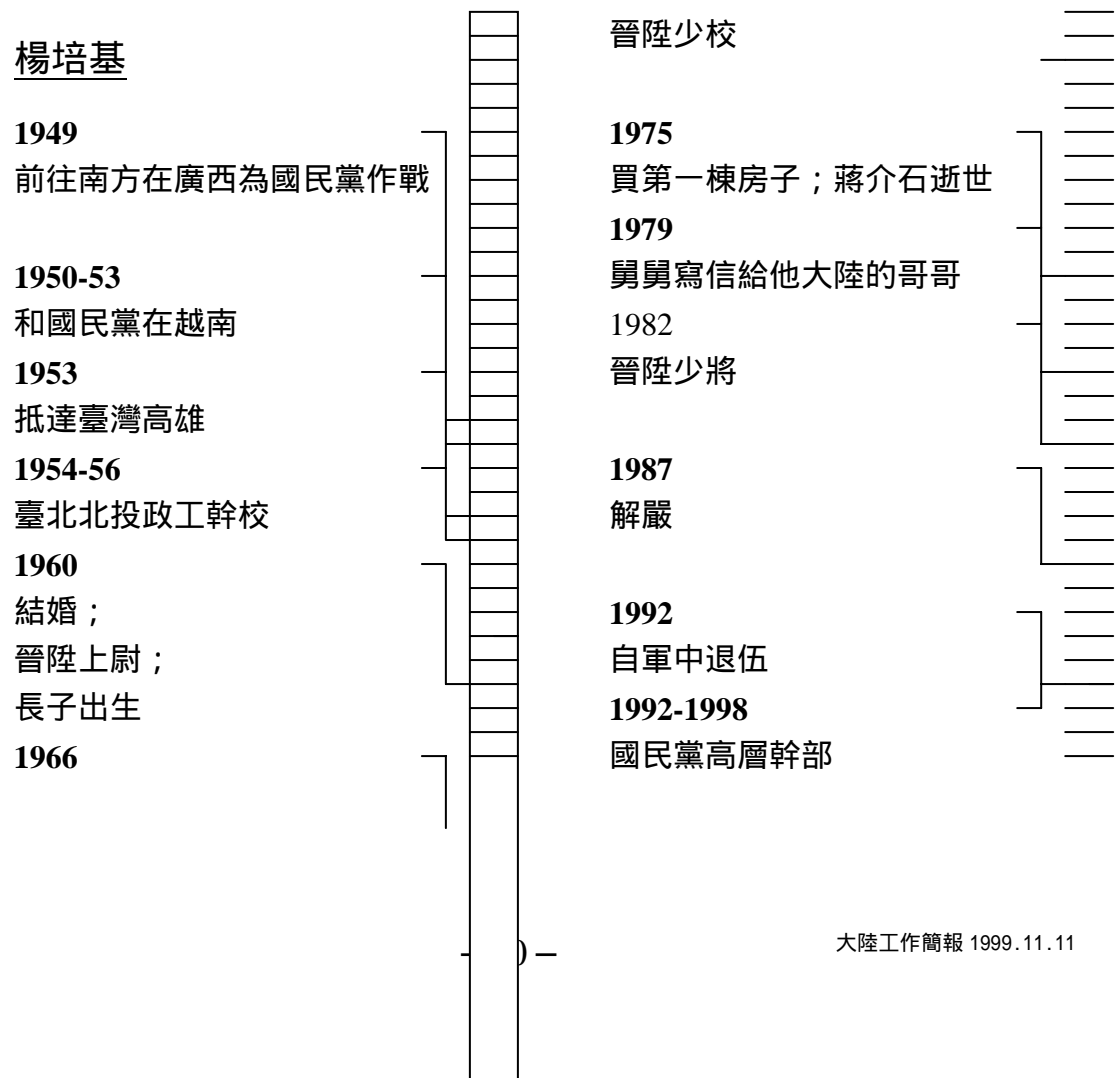 楊培基
1949
前往南方在廣西為國民黨作戰
1950-53
和國民黨在越南
1953
抵達臺灣高雄
1954-56
臺北北投政工幹校
1960
結婚；
晉陞上尉；
長子出生
1966
晉陞少校
1975
買第一棟房子；蔣介石逝世
1979
舅舅寫信給他大陸的哥哥
1982
晉陞少將
1987
解嚴
1992
自軍中退伍
1992-1998
國民黨高層幹部
大陸工作簡報 1999.11.11